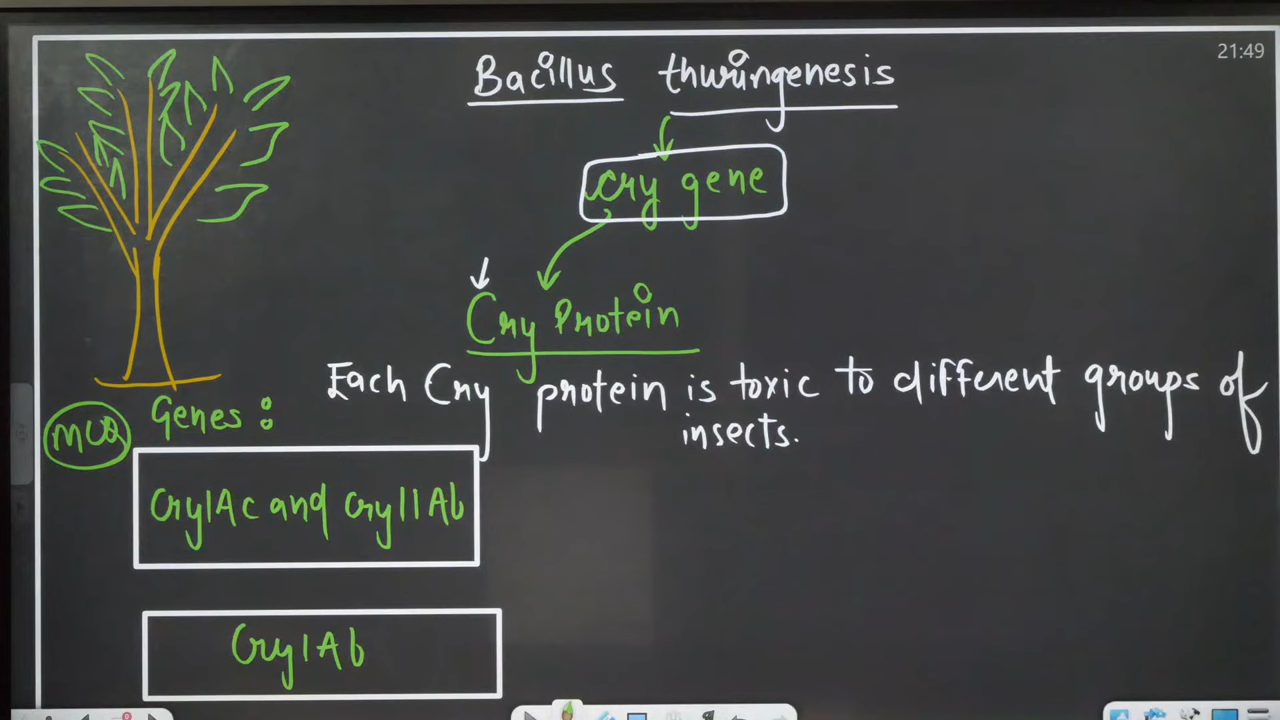 21:49
Bacillus thuringenesis
cry gene
Cry Protein
Each Cry protein is toxic to different groups of
insects.
MCQ
Genes :
Cry1Ac and cry11Ab
Cry1Ab